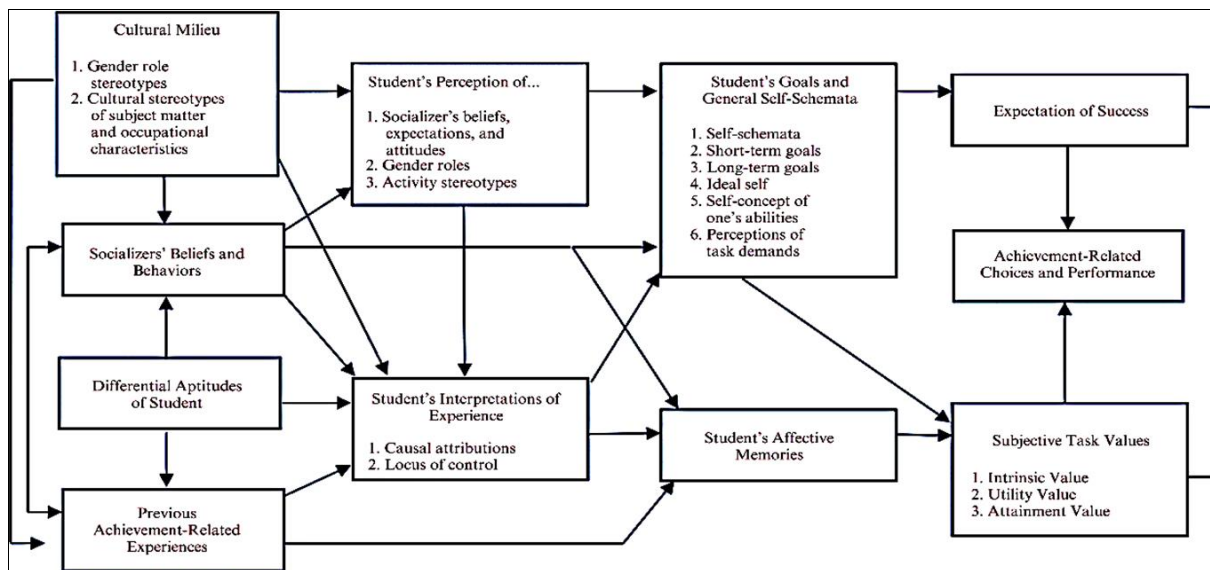 Cultural Milieu
1. Gender role
stereotypes
2. Cultural stereotypes
of subject matter
and occupational
characteristics
Socializers' Beliefs and
Behaviors
Differential Aptitudes
of Student
Previous
Achievement-Related
Experiences
Student's Perception of...
1. Socializer's beliefs,
expectations, and
attitudes
2. Gender roles
3. Activity stereotypes
Student's Interpretations of
Experience
1. Causal attributions
2. Locus of control
Student's Goals and
General Self-Schemata
1. Self-schemata
2. Short-term goals
3. Long-term goals
4. Ideal self
5. Self-concept of
one's abilities
6. Perceptions of
task demands
Student's Affective
Memories
Expectation of Success
Achievement-Related
Choices and Performance
Subjective Task Values
1. Intrinsic Value
2. Utility Value
3. Attainment Value